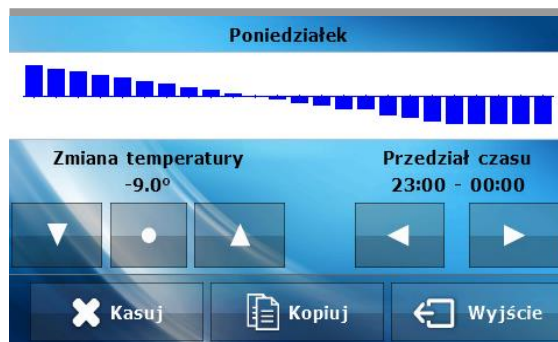 Poniedziałek
Zmiana temperatury
-9.0°
Przedział czasu
23:00 - 00:00
Kasuj
Kopiuj
Wyjście